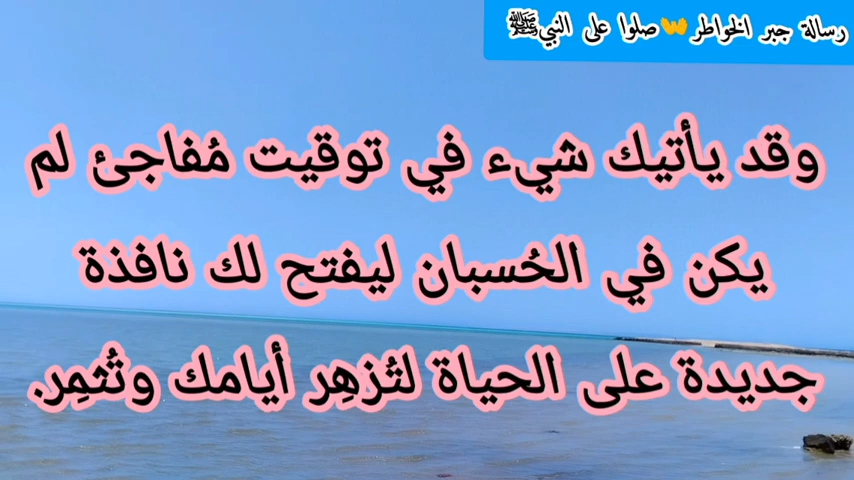 رسالة جبر الخواطر👐صلوا على النبيﷺ
وقد يأتيك شيء في توقيت مُفاجئ لم
يكن في الحُسبان ليفتح لك نافذة
جديدة على الحياة لتُزهِر أيامك وتُثمِر.